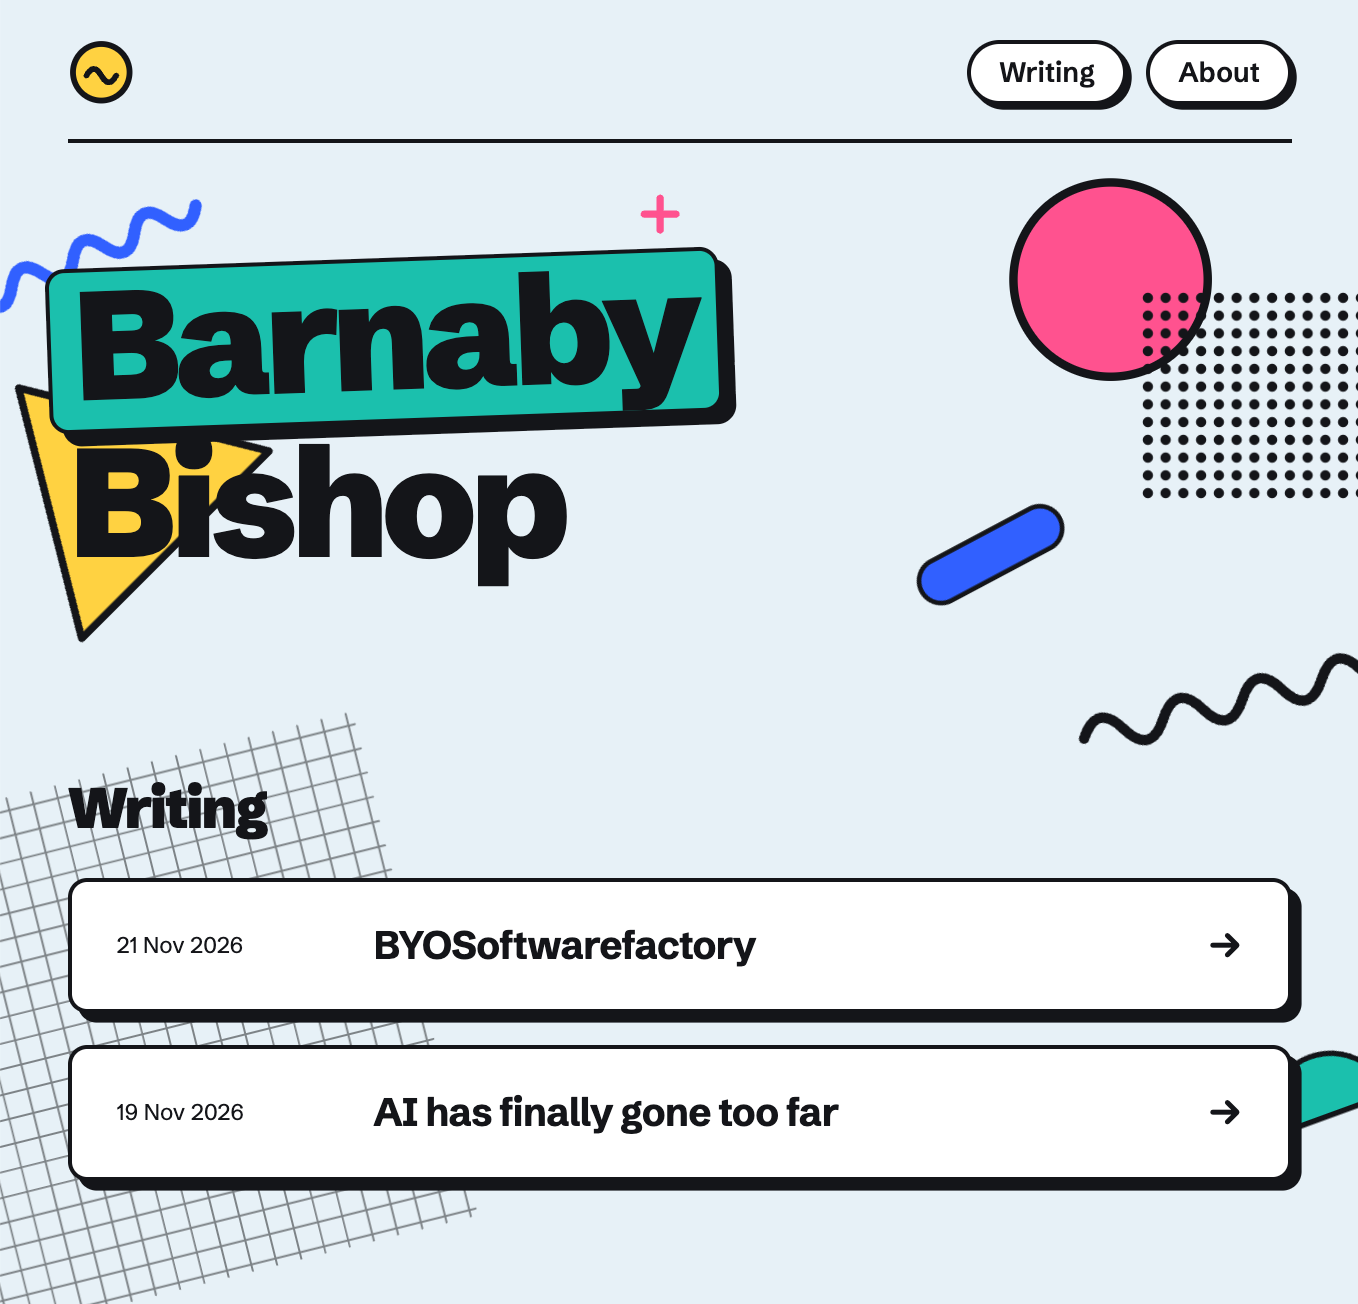 Writing About
Barnaby
Bishop
Writing
21 Nov 2026 BYOSoftwarefactory
19 Nov 2026 AI has finally gone too far